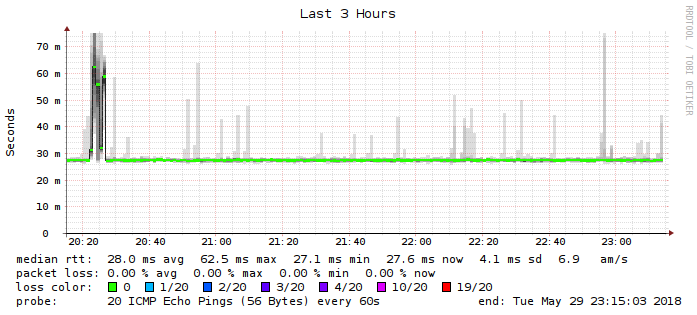 Last 3 Hours
RRDTOOL / TOBI OETIKER
Seconds
70 m
60 m
50 m
40 m
30 m
20 m
10 m
0
20:20 20:40 21:00 21:20 21:40 22:00 22:20 22:40 23:00
median rtt: 28.0 ms avg 62.5 ms max 27.1 ms min 27.6 ms now 4.1 ms sd 6.9 am/s
packet loss: 0.00 % avg 0.00 % max 0.00 % min 0.00 % now
loss color: 0 1/20 2/20 3/20 4/20 10/20 19/20
probe: 20 ICMP Echo Pings (56 Bytes) every 60s end: Tue May 29 23:15:03 2018